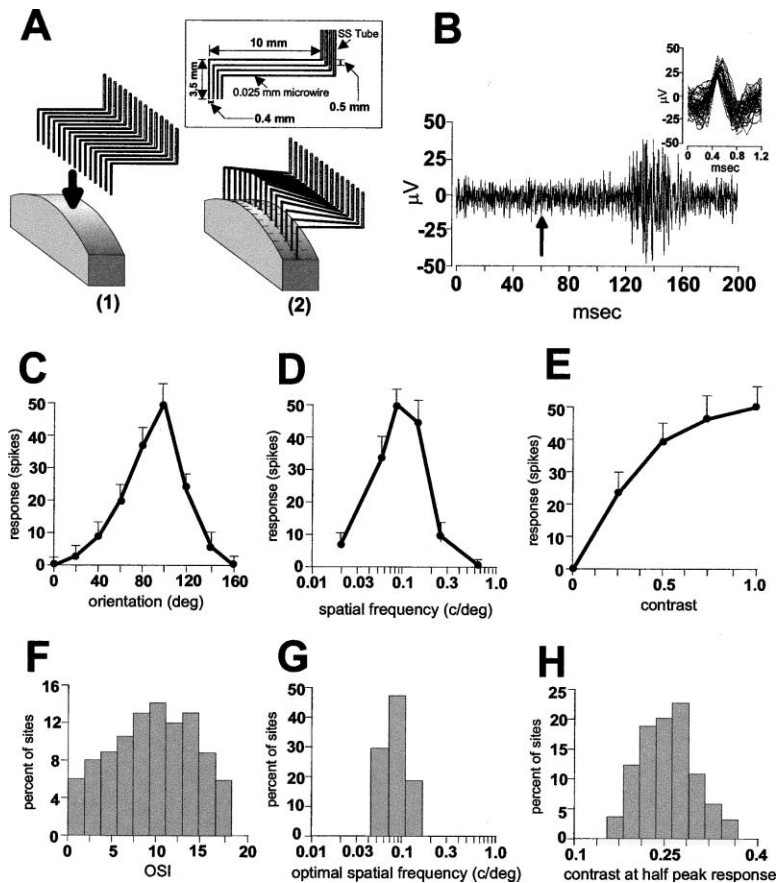 A
10 mm
SS Tube
3.5 mm
0.025 mm microwire
0.5 mm
0.4 mm
(1)
(2)
B
50
25
0
-25
-50
µV
0 40 80 120 160 200
msec
50
25
0
-25
-50
µV
0 0.4 0.8 1.2
msec
C
50
40
30
20
10
0
response (spikes)
0 40 80 120 160
orientation (deg)
D
50
40
30
20
10
0
response (spikes)
0.01 0.03 0.1 0.3 1.0
spatial frequency (c/deg)
E
50
40
30
20
10
0
response (spikes)
0 0.5 1.0
contrast
F
16
12
8
4
0
percent of sites
0 5 10 15 20
OSI
G
50
40
30
20
10
0
percent of sites
0.01 0.03 0.1 0.3 1.0
optimal spatial frequency (c/deg)
H
25
20
15
10
5
0
percent of sites
0.1 0.25 0.4
contrast at half peak response